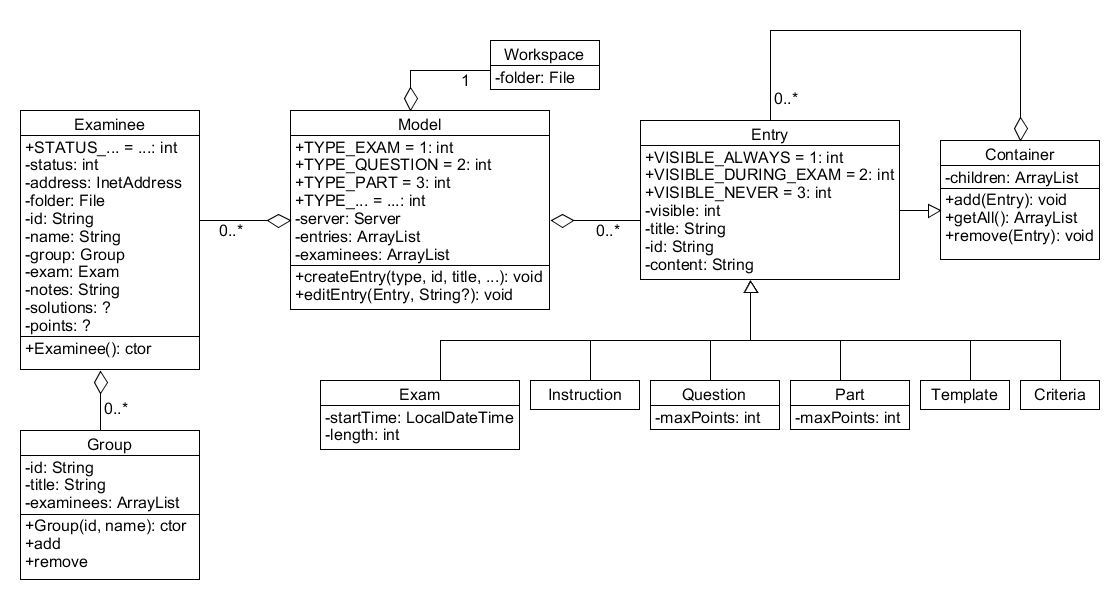 Workspace
-folder: File
1
0..*
Examinee
+STATUS_... = ...: int
-status: int
-address: InetAddress
-folder: File
-id: String
-name: String
-group: Group
-exam: Exam
-notes: String
-solutions: ?
-points: ?
+Examinee(): ctor
0..*
Model
+TYPE_EXAM = 1: int
+TYPE_QUESTION = 2: int
+TYPE_PART = 3: int
+TYPE_... = ...: int
-server: Server
-entries: ArrayList
-examinees: ArrayList
+createEntry(type, id, title, ...): void
+editEntry(Entry, String?): void
0..*
Entry
+VISIBLE_ALWAYS = 1: int
+VISIBLE_DURING_EXAM = 2: int
+VISIBLE_NEVER = 3: int
-visible: int
-title: String
-id: String
-content: String
Container
-children: ArrayList
+add(Entry): void
+getAll(): ArrayList
+remove(Entry): void
0..*
Group
-id: String
-title: String
-examinees: ArrayList
+Group(id, name): ctor
+add
+remove
Exam
-startTime: LocalDateTime
-length: int
Instruction
Question
-maxPoints: int
Part
-maxPoints: int
Template
Criteria